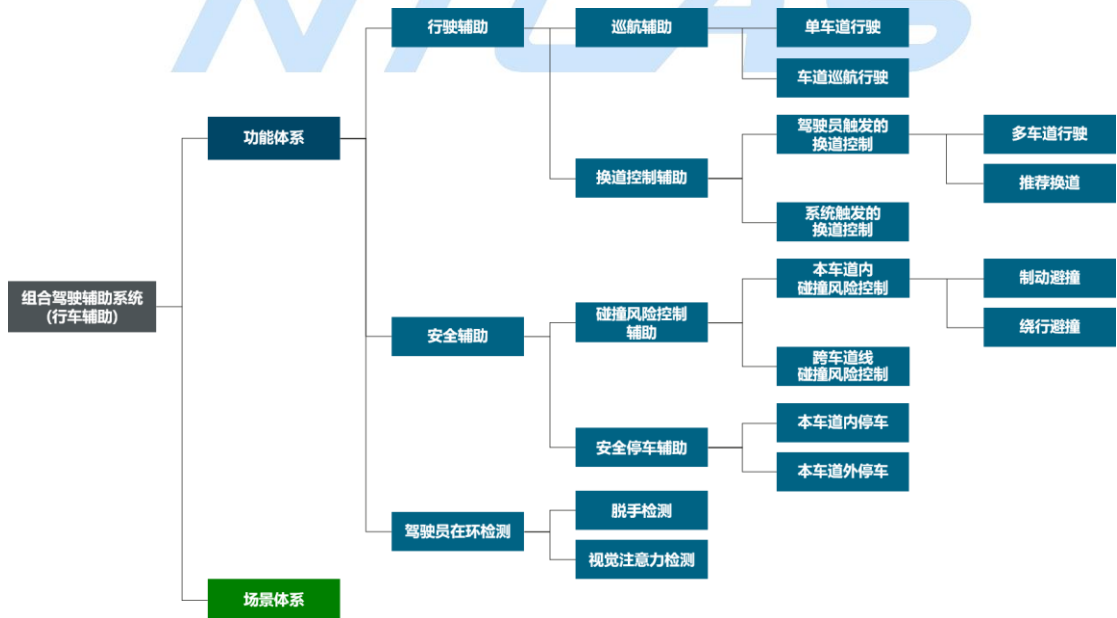 NTCAS
行驶辅助
巡航辅助
单车道行驶
车道巡航行驶
功能体系
驾驶员触发的
换道控制
多车道行驶
换道控制辅助
推荐换道
系统触发的
换道控制
组合驾驶辅助系统
(行车辅助)
本车道内
碰撞风险控制
制动避撞
安全辅助
碰撞风险控制
辅助
绕行避撞
跨车道线
碰撞风险控制
安全停车辅助
本车道内停车
本车道外停车
驾驶员在环检测
脱手检测
视觉注意力检测
场景体系